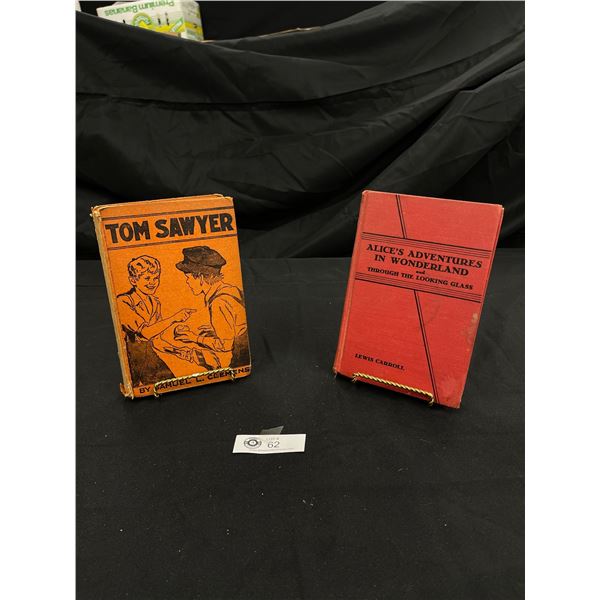 Premium Bananas
TOM SAWYER
BY SAMUEL L. CLEMENS
ALICE'S ADVENTURES
IN WONDERLAND
and
THROUGH THE LOOKING GLASS
LEWIS CARROLL
LOT #
62